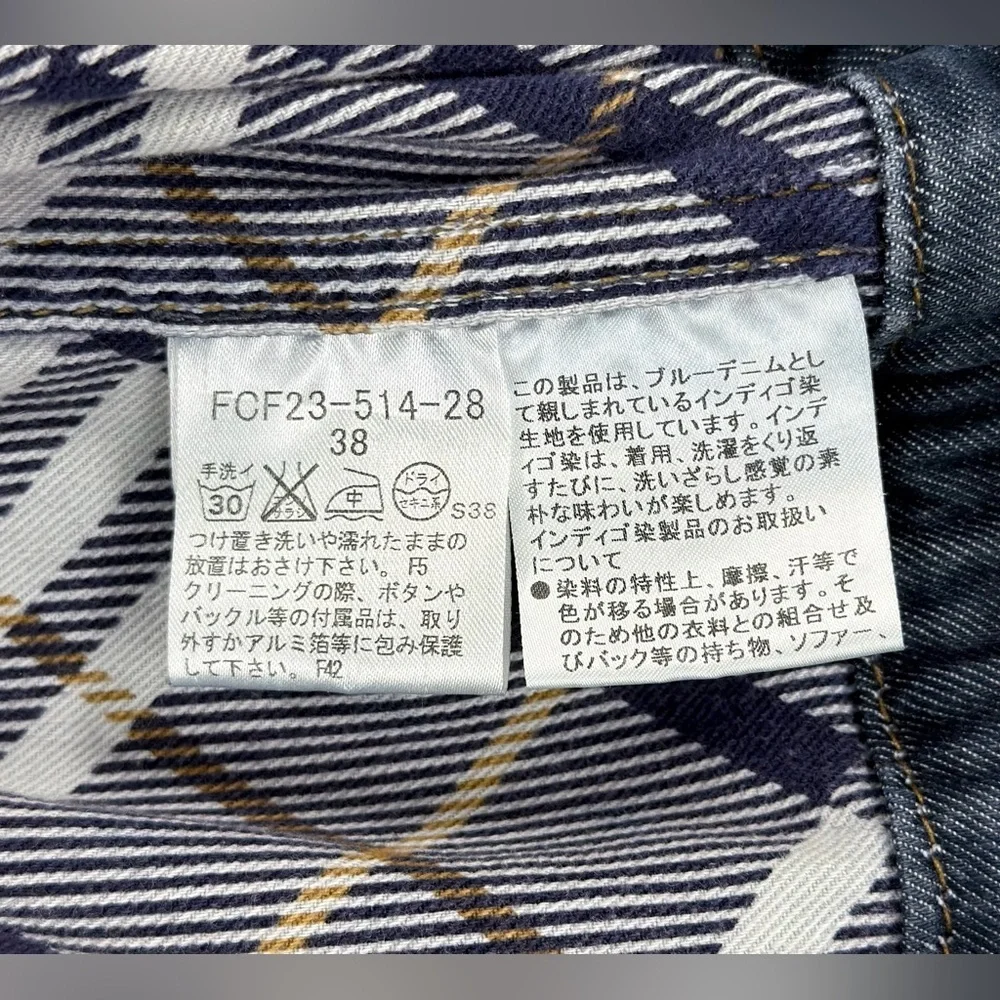 FCF23-514-28
38
手洗イ
30
エンソ
サラシ
中
ドライ
セキユ系
S38
つけ置き洗いや濡れたままの
放置はおさけ下さい。 F5
クリーニングの際、ボタンや
バックル等の付属品は、取り
外すかアルミ箔等に包み保護
して下さい。 F42
この製品は、ブルーデニムとし
て親しまれているインディゴ染
生地を使用しています。インデ
ィゴ染は、着用、洗濯をくり返
すたびに、洗いざらし感覚の素
朴な味わいが楽しめます。
インディゴ染製品のお取扱い
について
●染料の特性上、摩擦、汗等で
色が移る場合があります。そ
のため他の衣料との組合せ及
びバック等の持ち物、ソファー、